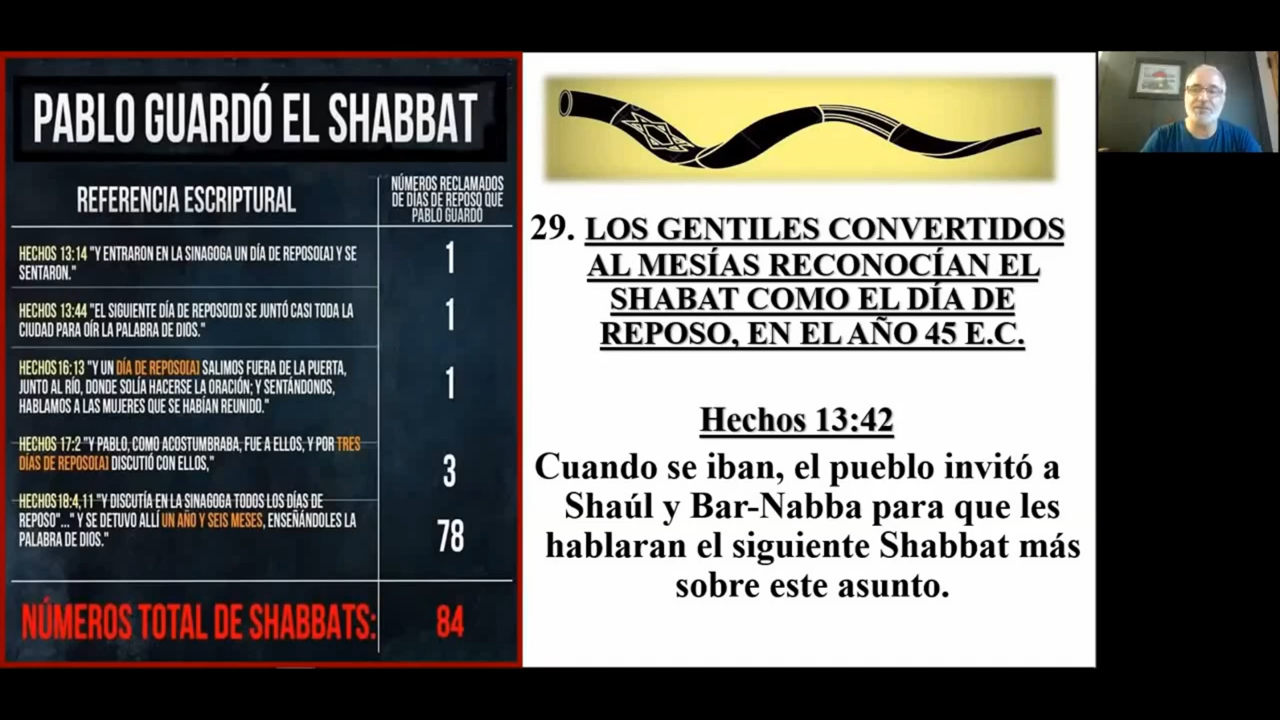 PABLO GUARDÓ EL SHABBAT
REFERENCIA ESCRIPTURAL
NÚMEROS RECLAMADOS
DE DÍAS DE REPOSO QUE
PABLO GUARDÓ
HECHOS 13:14 "Y ENTRARON EN LA SINAGOGA UN DÍA DE REPOSO[A] Y SE
SENTARON."
1
HECHOS 13:44 "EL SIGUIENTE DÍA DE REPOSO[D] SE JUNTÓ CASI TODA LA
CIUDAD PARA OÍR LA PALABRA DE DIOS."
1
HECHOS16:13 "Y UN DÍA DE REPOSO[A] SALIMOS FUERA DE LA PUERTA,
JUNTO AL RÍO, DONDE SOLÍA HACERSE LA ORACIÓN; Y SENTÁNDONOS,
HABLAMOS A LAS MUJERES QUE SE HABÍAN REUNIDO."
1
HECHOS 17:2 "Y PABLO, COMO ACOSTUMBRABA, FUE A ELLOS, Y POR TRES
DÍAS DE REPOSO[A] DISCUTIÓ CON ELLOS,"
3
HECHOS18:4,11 "Y DISCUTÍA EN LA SINAGOGA TODOS LOS DÍAS DE
REPOSO"..." Y SE DETUVO ALLÍ UN AÑO Y SEIS MESES, ENSEÑÁNDOLES LA
PALABRA DE DIOS."
78
NÚMEROS TOTAL DE SHABBATS:
84
29. LOS GENTILES CONVERTIDOS
AL MESÍAS RECONOCÍAN EL
SHABAT COMO EL DÍA DE
REPOSO, EN EL AÑO 45 E.C.
Hechos 13:42
Cuando se iban, el pueblo invitó a
Shaúl y Bar-Nabba para que les
hablaran el siguiente Shabbat más
sobre este asunto.